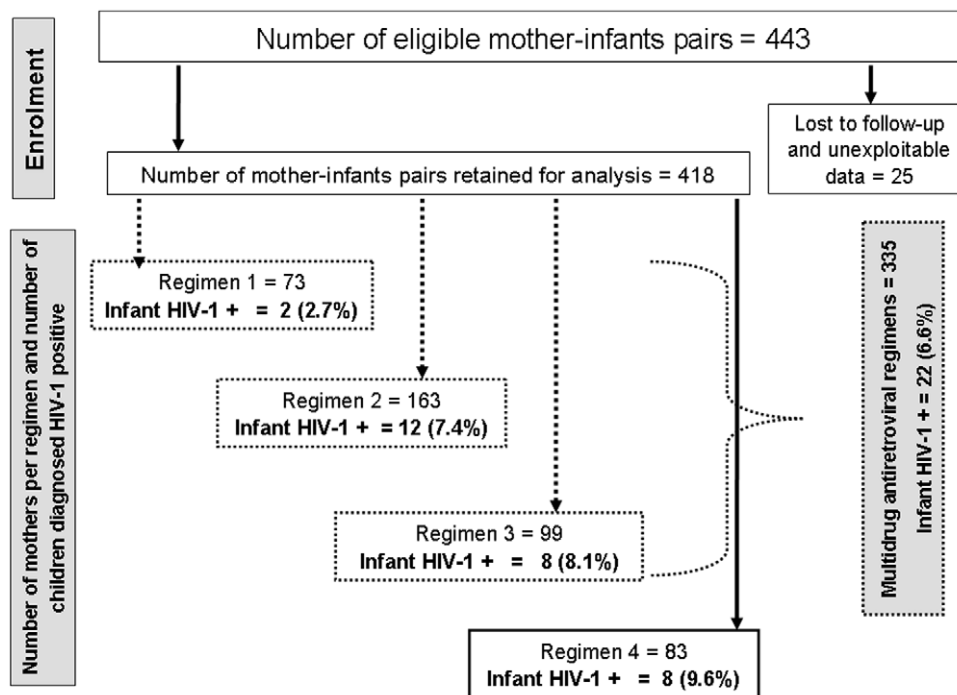 Number of eligible mother-infants pairs = 443
Enrolment
Lost to follow-up
and unexploitable
data = 25
Number of mother-infants pairs retained for analysis = 418
Number of mothers per regimen and number of
children diagnosed HIV-1 positive
Regimen 1 = 73
Infant HIV-1 + = 2 (2.7%)
Regimen 2 = 163
Infant HIV-1 + = 12 (7.4%)
Regimen 3 = 99
Infant HIV-1 + = 8 (8.1%)
Regimen 4 = 83
Infant HIV-1 + = 8 (9.6%)
Multidrug antiretroviral regimens = 335
Infant HIV-1 + = 22 (6.6%)